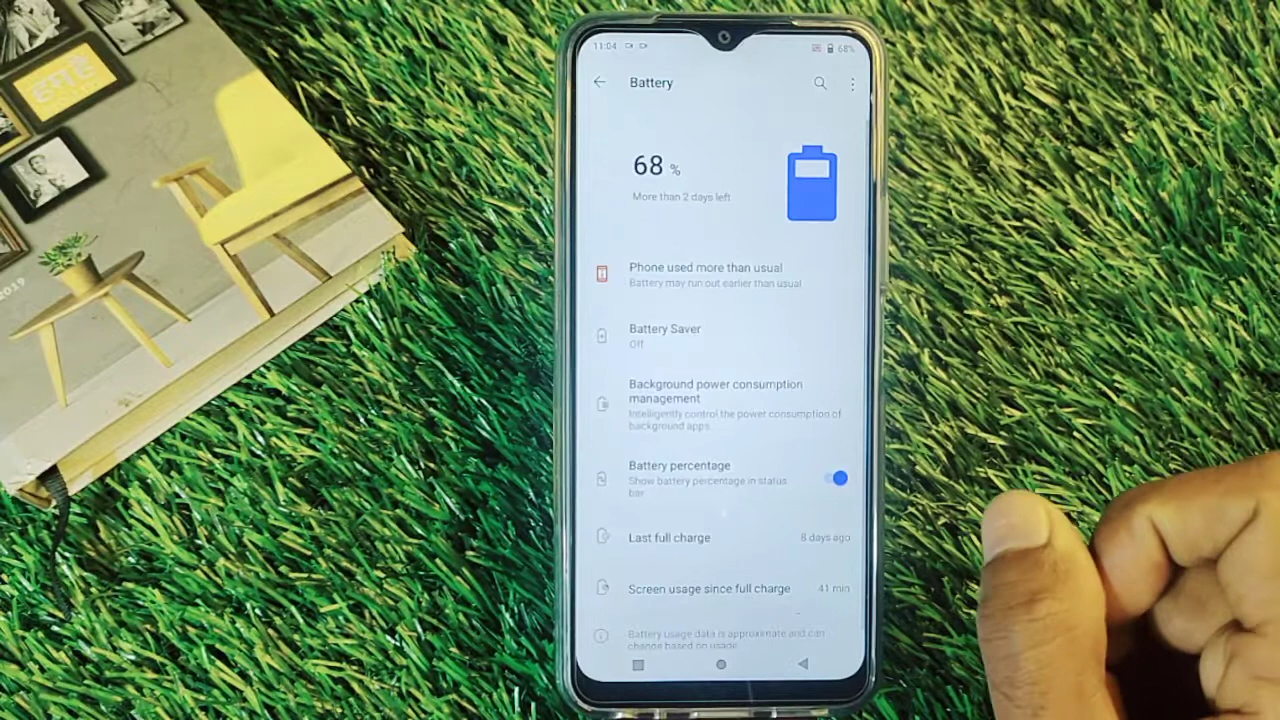 हमारे
2019
11:04
68%
Battery
68 %
More than 2 days left
Phone used more than usual
Battery may run out earlier than usual
Battery Saver
Off
Background power consumption
management
Intelligently control the power consumption of
background apps.
Battery percentage
Show battery percentage in status
bar
Last full charge
8 days ago
Screen usage since full charge
41 min
Battery usage data is approximate and can
change based on usage